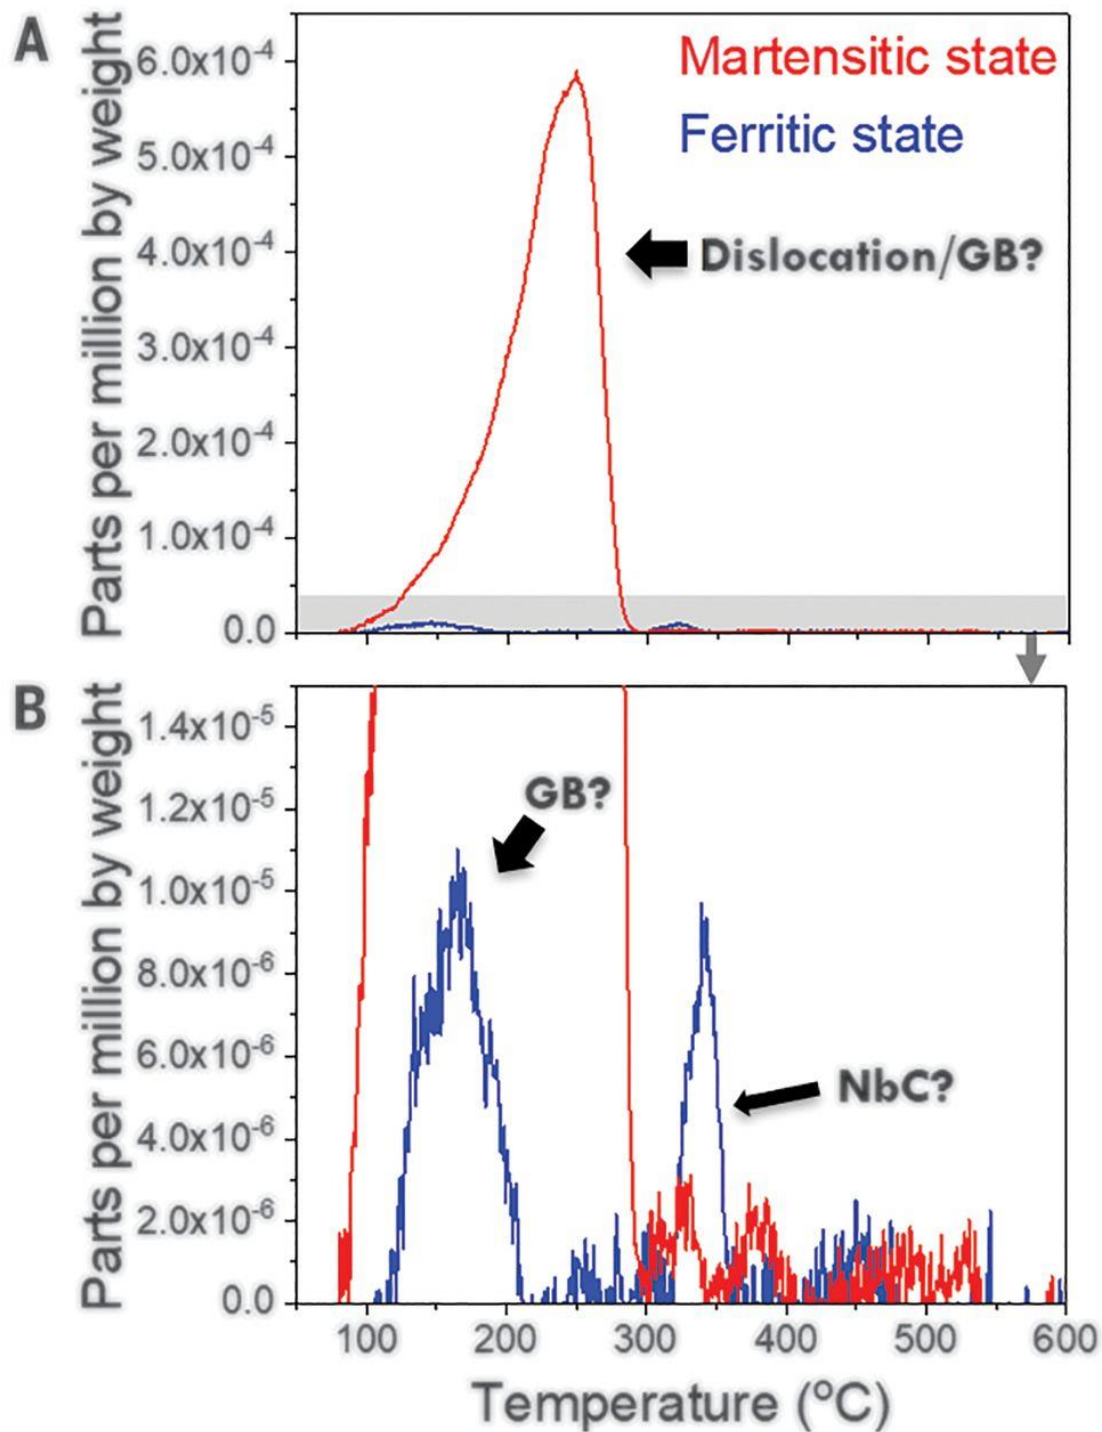 A
Parts per million by weight
6.0x10⁻⁴
5.0x10⁻⁴
4.0x10⁻⁴
3.0x10⁻⁴
2.0x10⁻⁴
1.0x10⁻⁴
0.0
Martensitic state
Ferritic state
Dislocation/GB?
B
Parts per million by weight
1.4x10⁻⁵
1.2x10⁻⁵
1.0x10⁻⁵
8.0x10⁻⁶
6.0x10⁻⁶
4.0x10⁻⁶
2.0x10⁻⁶
0.0
GB?
NbC?
100 200 300 400 500 600
Temperature (ºC)